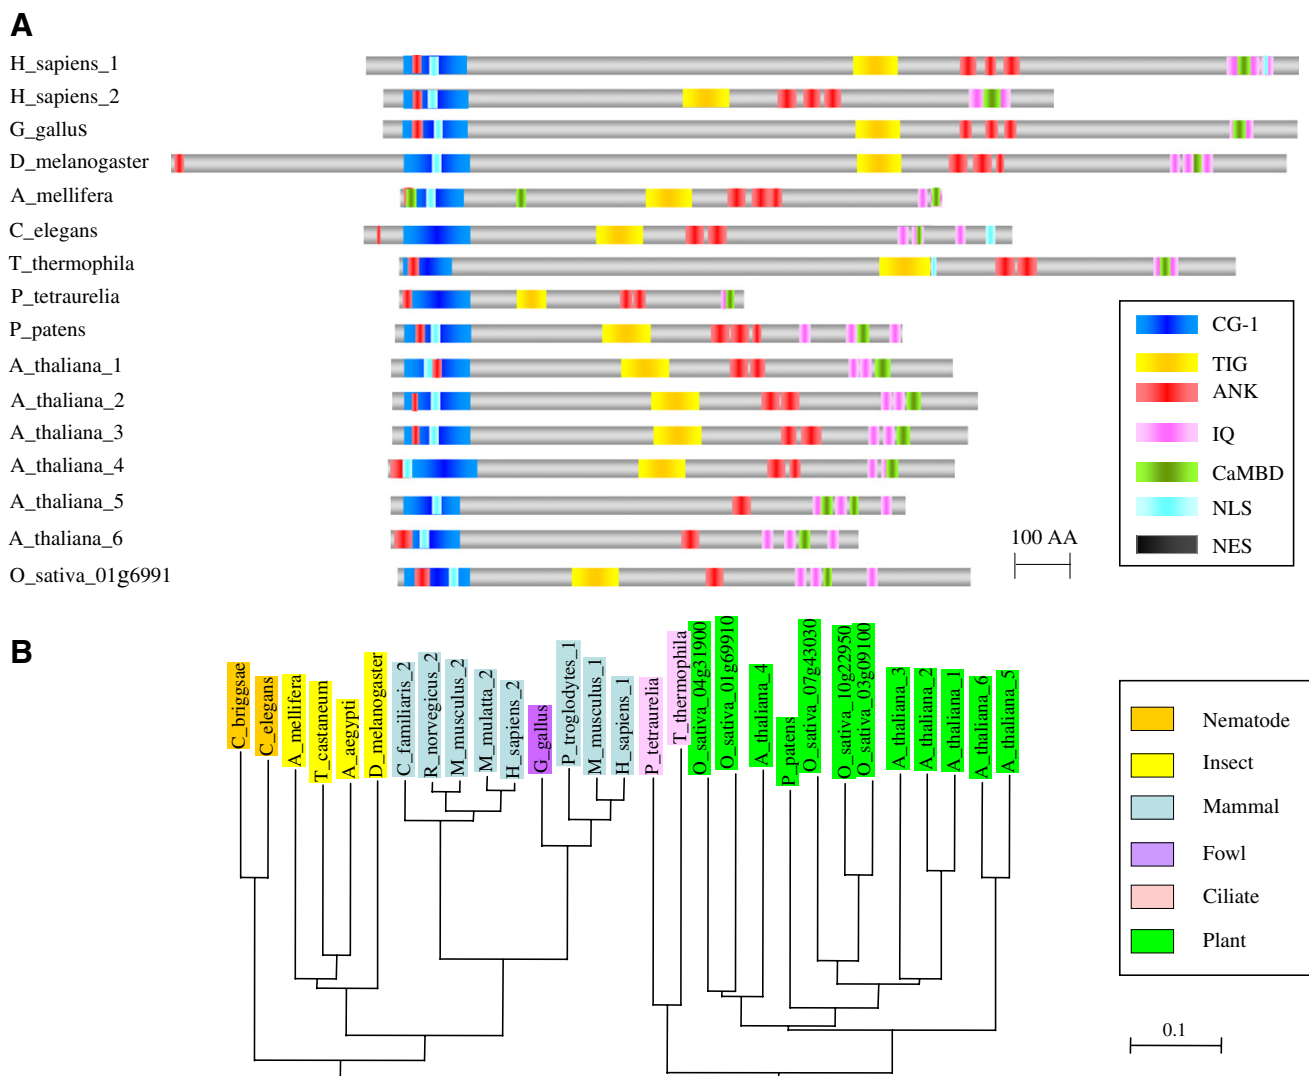 A
H_sapiens_1
H_sapiens_2
G_gallus
D_melanogaster
A_mellifera
C_elegans
T_thermophila
P_tetraurelia
P_patens
A_thaliana_1
A_thaliana_2
A_thaliana_3
A_thaliana_4
A_thaliana_5
A_thaliana_6
O_sativa_01g6991
CG-1
TIG
ANK
IQ
CaMBD
NLS
NES
100 AA
B
C_briggsae
C_elegans
A_mellifera
T_castaneum
A_aegypti
D_melanogaster
C_familiaris_2
R_norvegicus_2
M_musculus_2
M_mulatta_2
H_sapiens_2
G_gallus
P_troglodytes_1
M_musculus_1
H_sapiens_1
P_tetraurelia
T_thermophila
O_sativa_04g31900
O_sativa_01g69910
A_thaliana_4
P_patens
O_sativa_07g43030
O_sativa_10g22950
O_sativa_03g09100
A_thaliana_3
A_thaliana_2
A_thaliana_1
A_thaliana_6
A_thaliana_5
Nematode
Insect
Mammal
Fowl
Ciliate
Plant
0.1